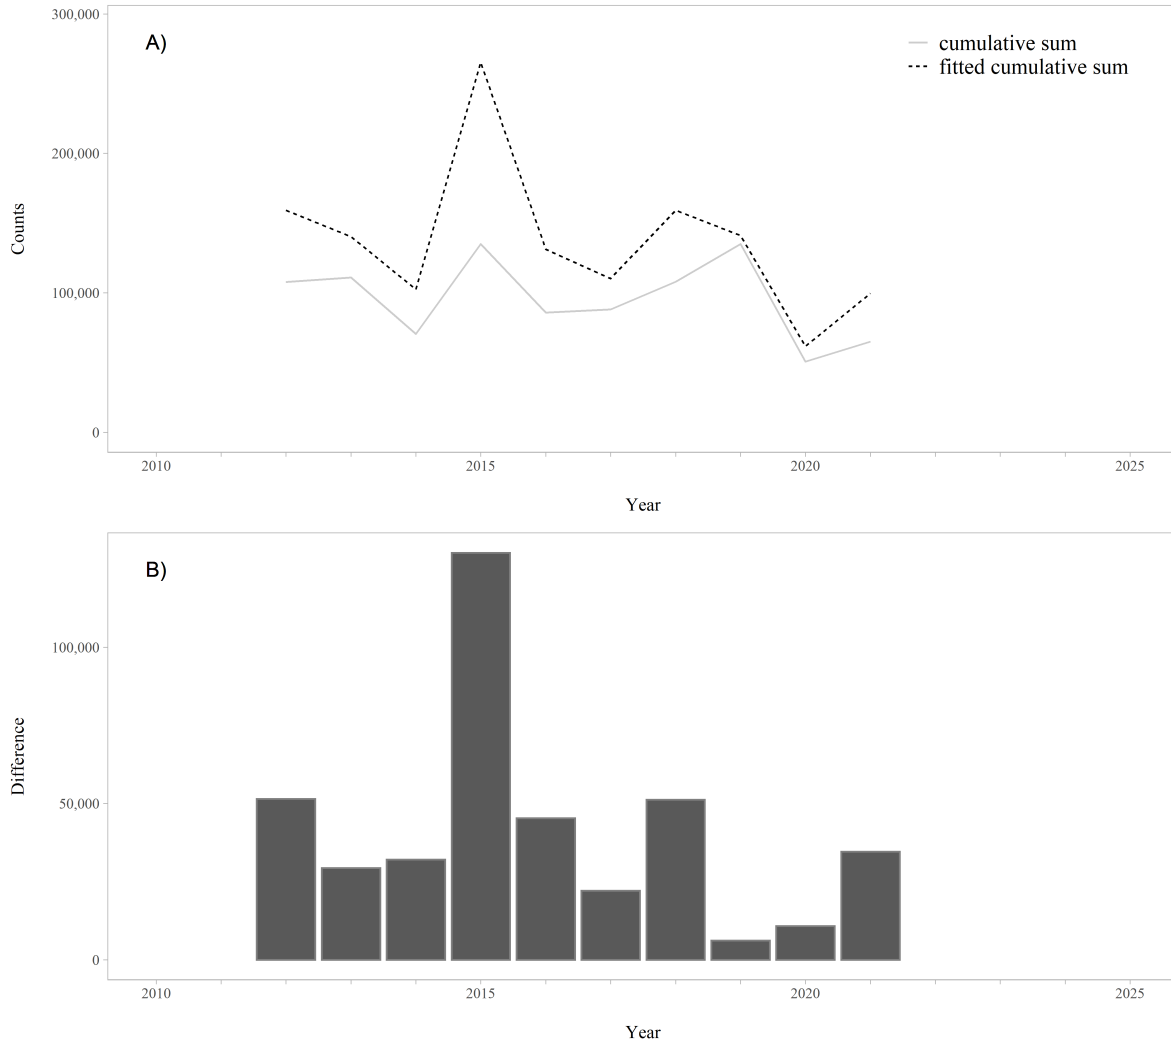 A)
cumulative sum
fitted cumulative sum
Counts
300,000
200,000
100,000
0
2010
2015
2020
2025
Year
B)
Difference
100,000
50,000
0
2010
2015
2020
2025
Year